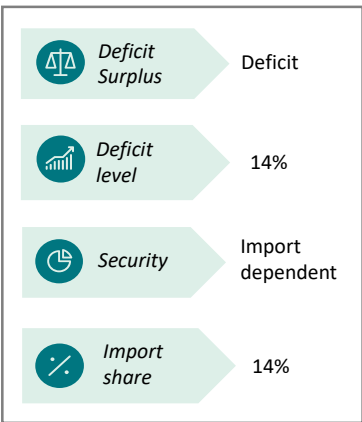 Deficit
Surplus
Deficit
Deficit
level
14%
Security
Import
dependent
Import
share
14%